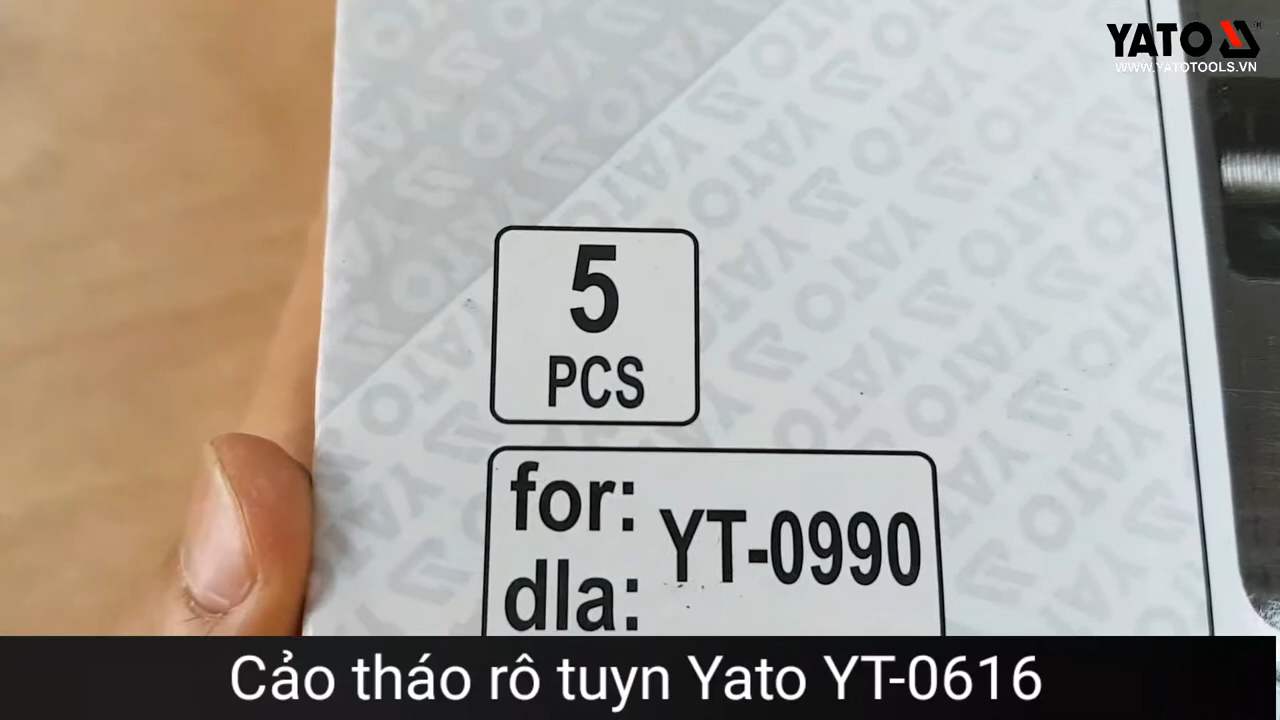 YATO
WWW.YATOTOOLS.VN
5
PCS
for:
YT-0990
dla:
Cảo tháo rô tuyn Yato YT-0616